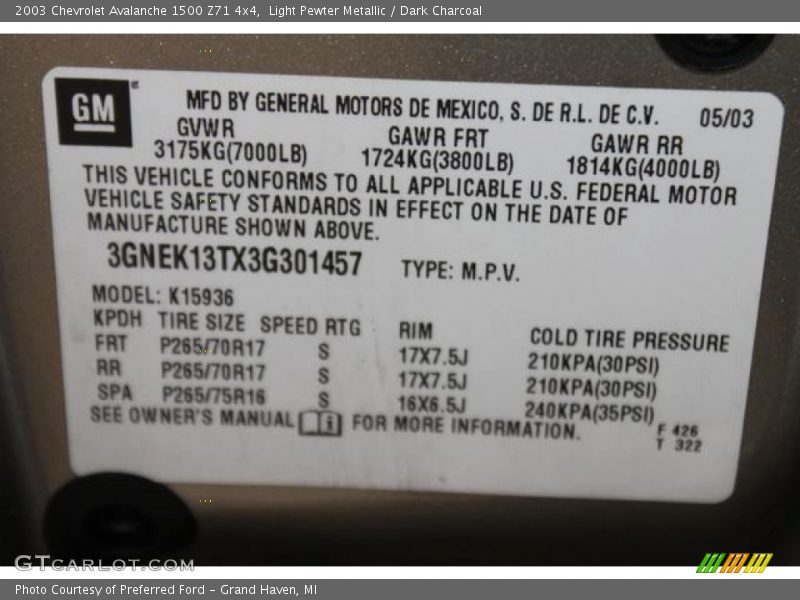 2003 Chevrolet Avalanche 1500 Z71 4x4,  Light Pewter Metallic / Dark Charcoal
GM
MFD BY GENERAL MOTORS DE MEXICO, S. DE R.L. DE C.V. 05/03
GVWR GAWR FRT GAWR RR
3175KG(7000LB) 1724KG(3800LB) 1814KG(4000LB)
THIS VEHICLE CONFORMS TO ALL APPLICABLE U.S. FEDERAL MOTOR
VEHICLE SAFETY STANDARDS IN EFFECT ON THE DATE OF
MANUFACTURE SHOWN ABOVE.
3GNEK13TX3G301457 TYPE: M.P.V.
MODEL: K15936
KPDH TIRE SIZE SPEED RTG RIM COLD TIRE PRESSURE
FRT P265/70R17 S 17X7.5J 210KPA(30PSI)
RR P265/70R17 S 17X7.5J 210KPA(30PSI)
SPA P265/75R16 S 16X6.5J 240KPA(35PSI)
SEE OWNER'S MANUAL i FOR MORE INFORMATION.
F 426
T 322
GTCARLOT.COM
Photo Courtesy of Preferred Ford – Grand Haven, MI